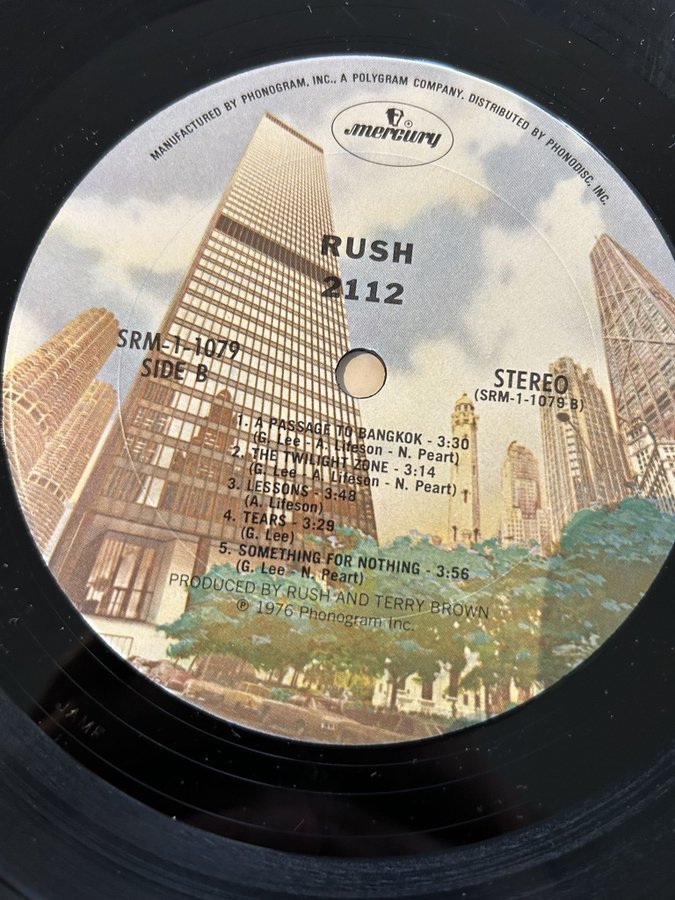 MANUFACTURED BY PHONOGRAM, INC., A POLYGRAM COMPANY. DISTRIBUTED BY PHONODISC, INC.
mercury
RUSH
2112
SRM-1-1079
SIDE B
STEREO
(SRM-1-1079 B)
1. A PASSAGE TO BANGKOK - 3:30
(G. Lee - A. Lifeson - N. Peart)
2. THE TWILIGHT ZONE - 3:14
(G. Lee - A. Lifeson - N. Peart)
3. LESSONS - 3:48
(A. Lifeson)
4. TEARS - 3:29
(G. Lee)
5. SOMETHING FOR NOTHING - 3:56
(G. Lee - N. Peart)
PRODUCED BY RUSH AND TERRY BROWN
℗ 1976 Phonogram Inc.